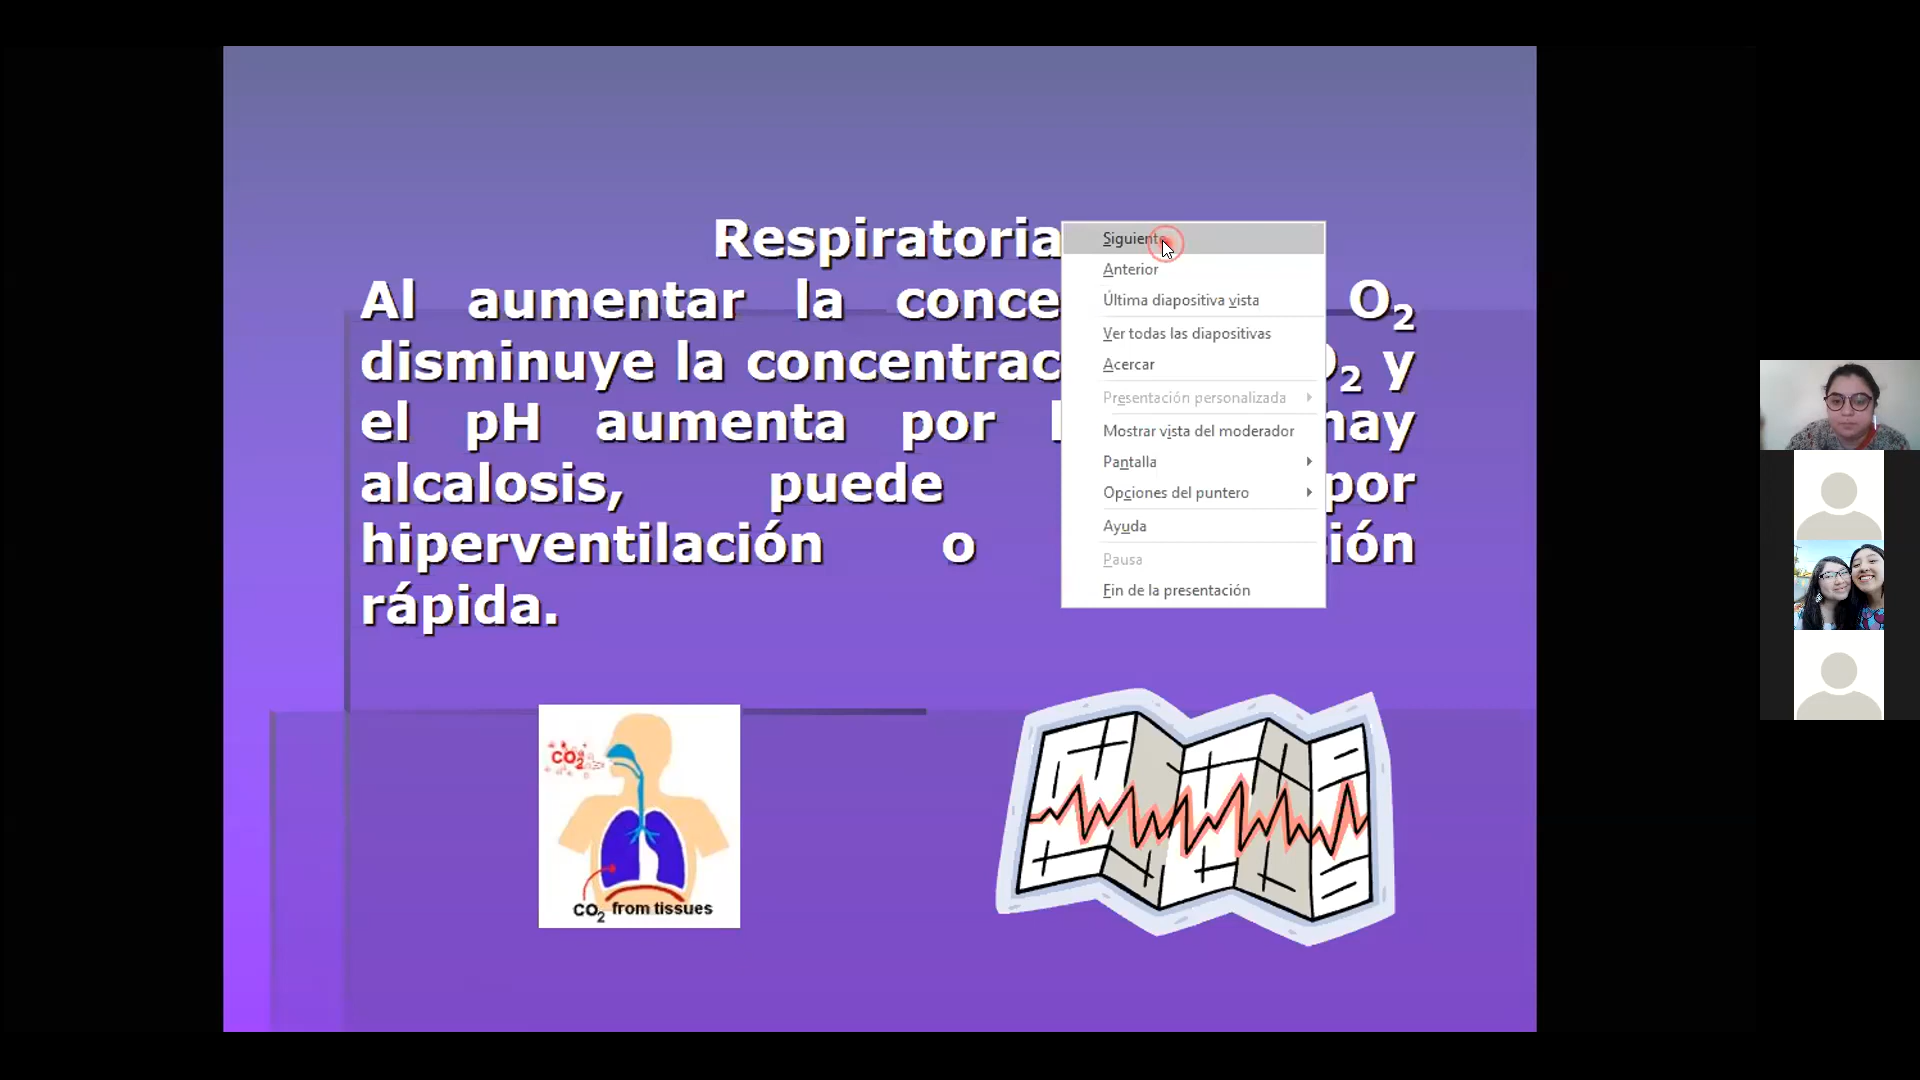 Respiratoria
Al aumentar la conce O₂
disminuye la concentrac O₂ y
el pH aumenta por hay
alcalosis, puede por
hiperventilación o ión
rápida.
Siguiente
Anterior
Última diapositiva vista
Ver todas las diapositivas
Acercar
Presentación personalizada
Mostrar vista del moderador
Pantalla
Opciones del puntero
Ayuda
Pausa
Fin de la presentación
CO₂
CO₂ from tissues